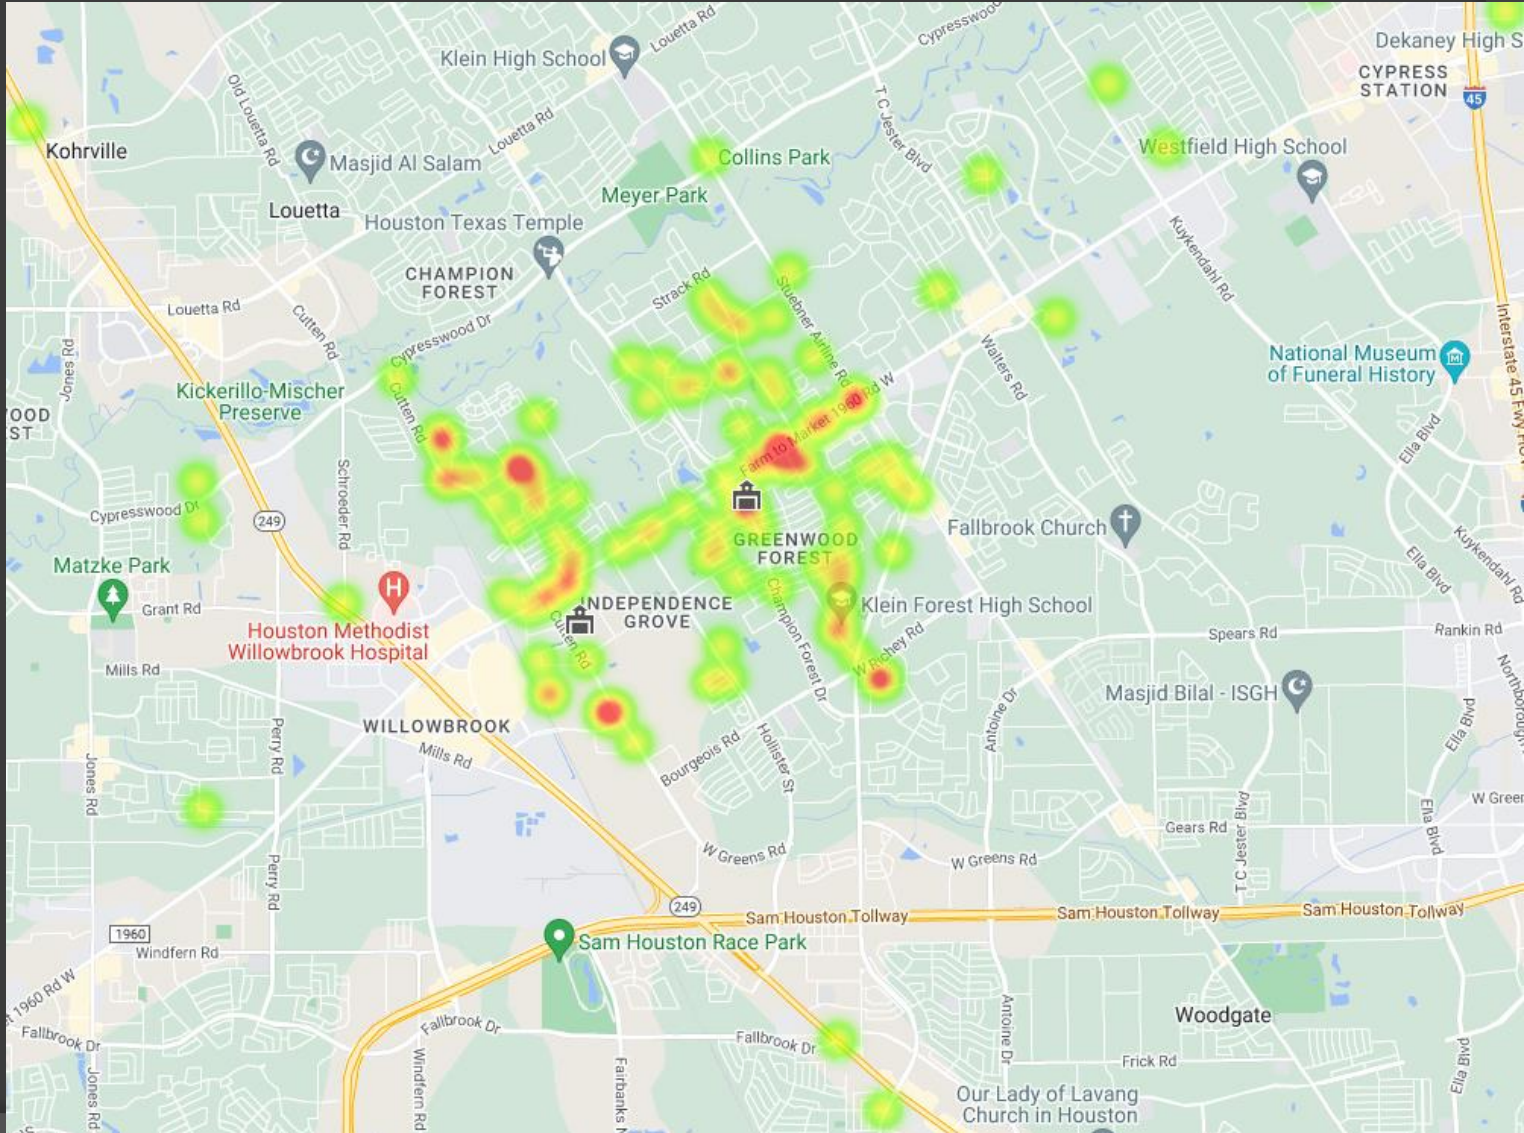 Klein High School
Louetta Rd
Cypresswood
Dekaney High S
CYPRESS
STATION
45
Old Louetta Rd
T C Jester Blvd
Louetta Rd
Kohrville
Masjid Al Salam
Collins Park
Westfield High School
Meyer Park
Louetta
Houston Texas Temple
Kuykendahl Rd
CHAMPION
FOREST
Strack Rd
Stuebner Airline Rd
Louetta Rd
Cutten Rd
Cypresswood Dr
Walters Rd
Interstate 45 Fwy
Jones Rd
National Museum
of Funeral History
Kickerillo-Mischer
Preserve
Cutten Rd
Farm to Market 1960 Rd W
OOD
ST
Ella Blvd
Schroeder Rd
Cypresswood Dr
249
Fallbrook Church
GREENWOOD
FOREST
Kuykendahl Rd
Ella Blvd
Matzke Park
Grant Rd
H
INDEPENDENCE
GROVE
Champion Forest Dr
Klein Forest High School
Houston Methodist
Willowbrook Hospital
Cutten Rd
W Richey Rd
Spears Rd
Rankin Rd
Mills Rd
Masjid Bilal - ISGH
Northborough
Antoine Dr
Ella Blvd
WILLOWBROOK
Perry Rd
Mills Rd
Bourgeois Rd
Hollister St
Jones Rd
W Green
Gears Rd
T C Jester Blvd
Ella Blvd
W Greens Rd
W Greens Rd
Perry Rd
249
Sam Houston Tollway
Sam Houston Tollway
Sam Houston Tollway
1960
Sam Houston Race Park
Windfern Rd
t 1960 Rd W
Woodgate
Fallbrook Dr
Fallbrook Dr
Fallbrook Dr
Antoine Dr
Frick Rd
Ella Blvd
Jones Rd
Windfern Rd
Fairbanks N
Our Lady of Lavang
Church in Houston